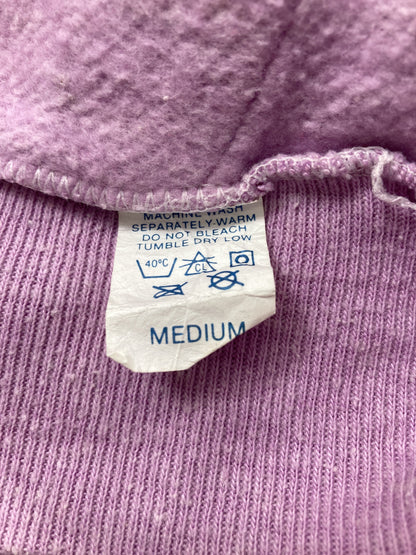 MACHINE WASH
SEPARATELY-WARM
DO NOT BLEACH
TUMBLE DRY LOW
40°C CL
MEDIUM